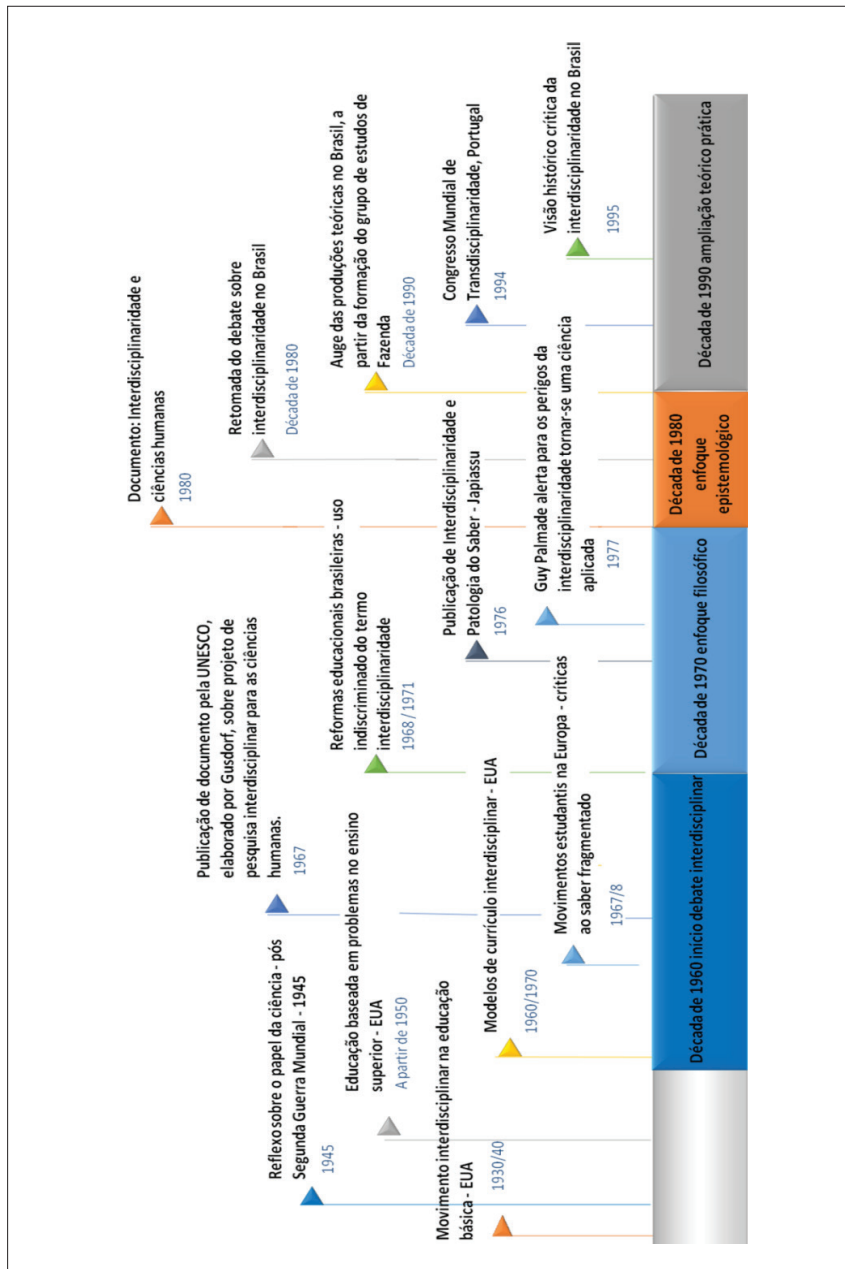 Movimento interdisciplinar na educação
básica - EUA
1930/40
Reflexo sobre o papel da ciência - pós
Segunda Guerra Mundial - 1945
1945
Educação baseada em problemas no ensino
superior - EUA
A partir de 1950
Modelos de currículo interdisciplinar - EUA
1960/1970
Movimentos estudantis na Europa - críticas
ao saber fragmentado
1967/8
Publicação de documento pela UNESCO,
elaborado por Gusdorf, sobre projeto de
pesquisa interdisciplinar para as ciências
humanas.
1967
Reformas educacionais brasileiras - uso
indiscriminado do termo
interdisciplinaridade
1968/1971
Publicação de Interdisciplinaridade e
Patologia do Saber - Japiassu
1976
Guy Palmade alerta para os perigos da
interdisciplinaridade tornar-se uma ciência
aplicada
1977
Documento: Interdisciplinaridade e
ciências humanas
1980
Retomada do debate sobre
interdisciplinaridade no Brasil
Década de 1980
Auge das produções teóricas no Brasil, a
partir da formação do grupo de estudos de
Fazenda
Década de 1990
Congresso Mundial de
Transdisciplinaridade, Portugal
1994
Visão histórico crítica da
interdisciplinaridade no Brasil
1995
Década de 1960 início debate interdisciplinar
Década de 1970 enfoque filosófico
Década de 1980
enfoque
epistemológico
Década de 1990 ampliação teórico prática